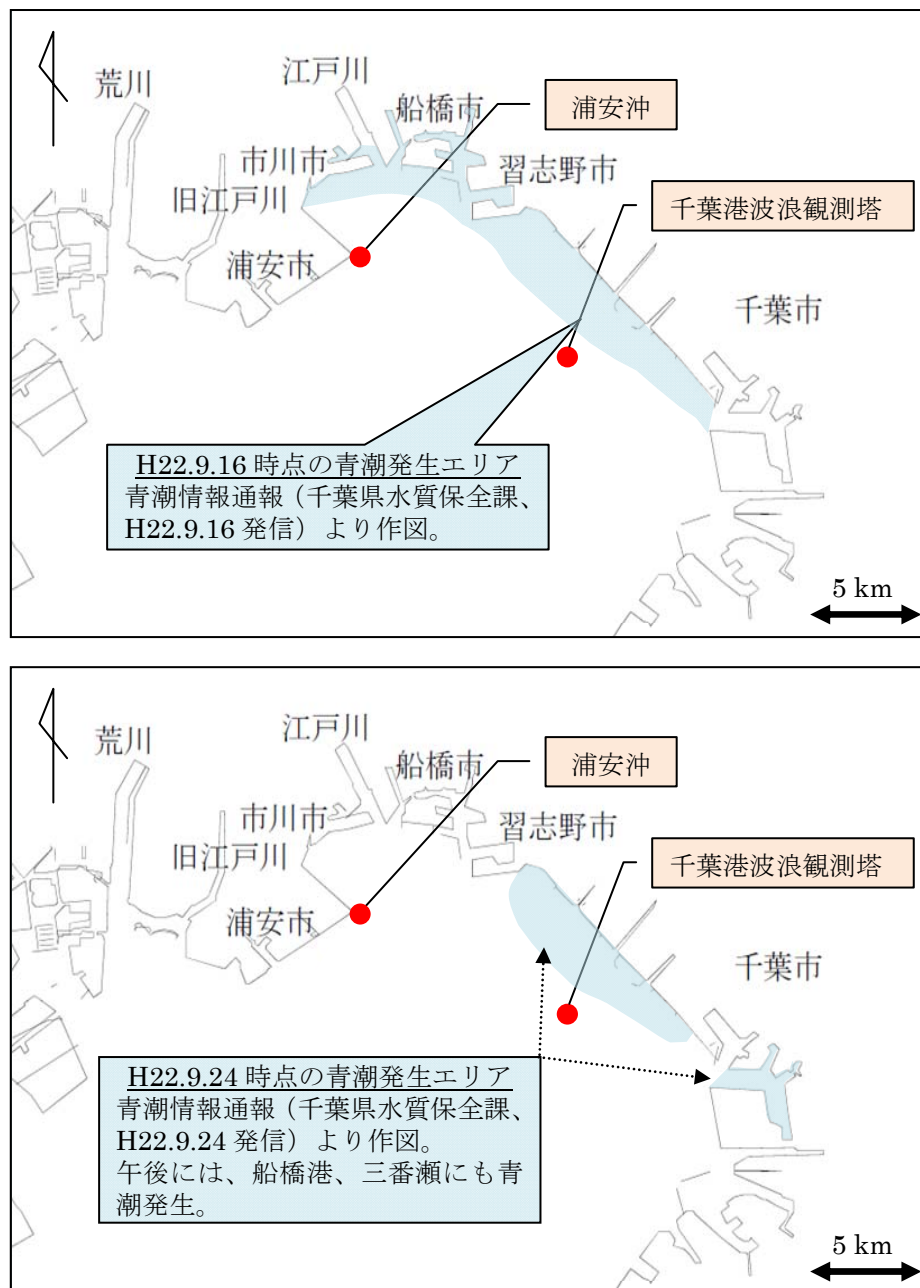 江戸川
荒川
船橋市
浦安沖
市川市
習志野市
旧江戸川
千葉港波浪観測塔
浦安市
千葉市
H22.9.16 時点の青潮発生エリア
青潮情報通報（千葉県水質保全課、
H22.9.16 発信）より作図。
5 km
江戸川
荒川
船橋市
浦安沖
市川市
習志野市
旧江戸川
千葉港波浪観測塔
浦安市
千葉市
H22.9.24 時点の青潮発生エリア
青潮情報通報（千葉県水質保全課、
H22.9.24 発信）より作図。
午後には、船橋港、三番瀬にも青
潮発生。
5 km